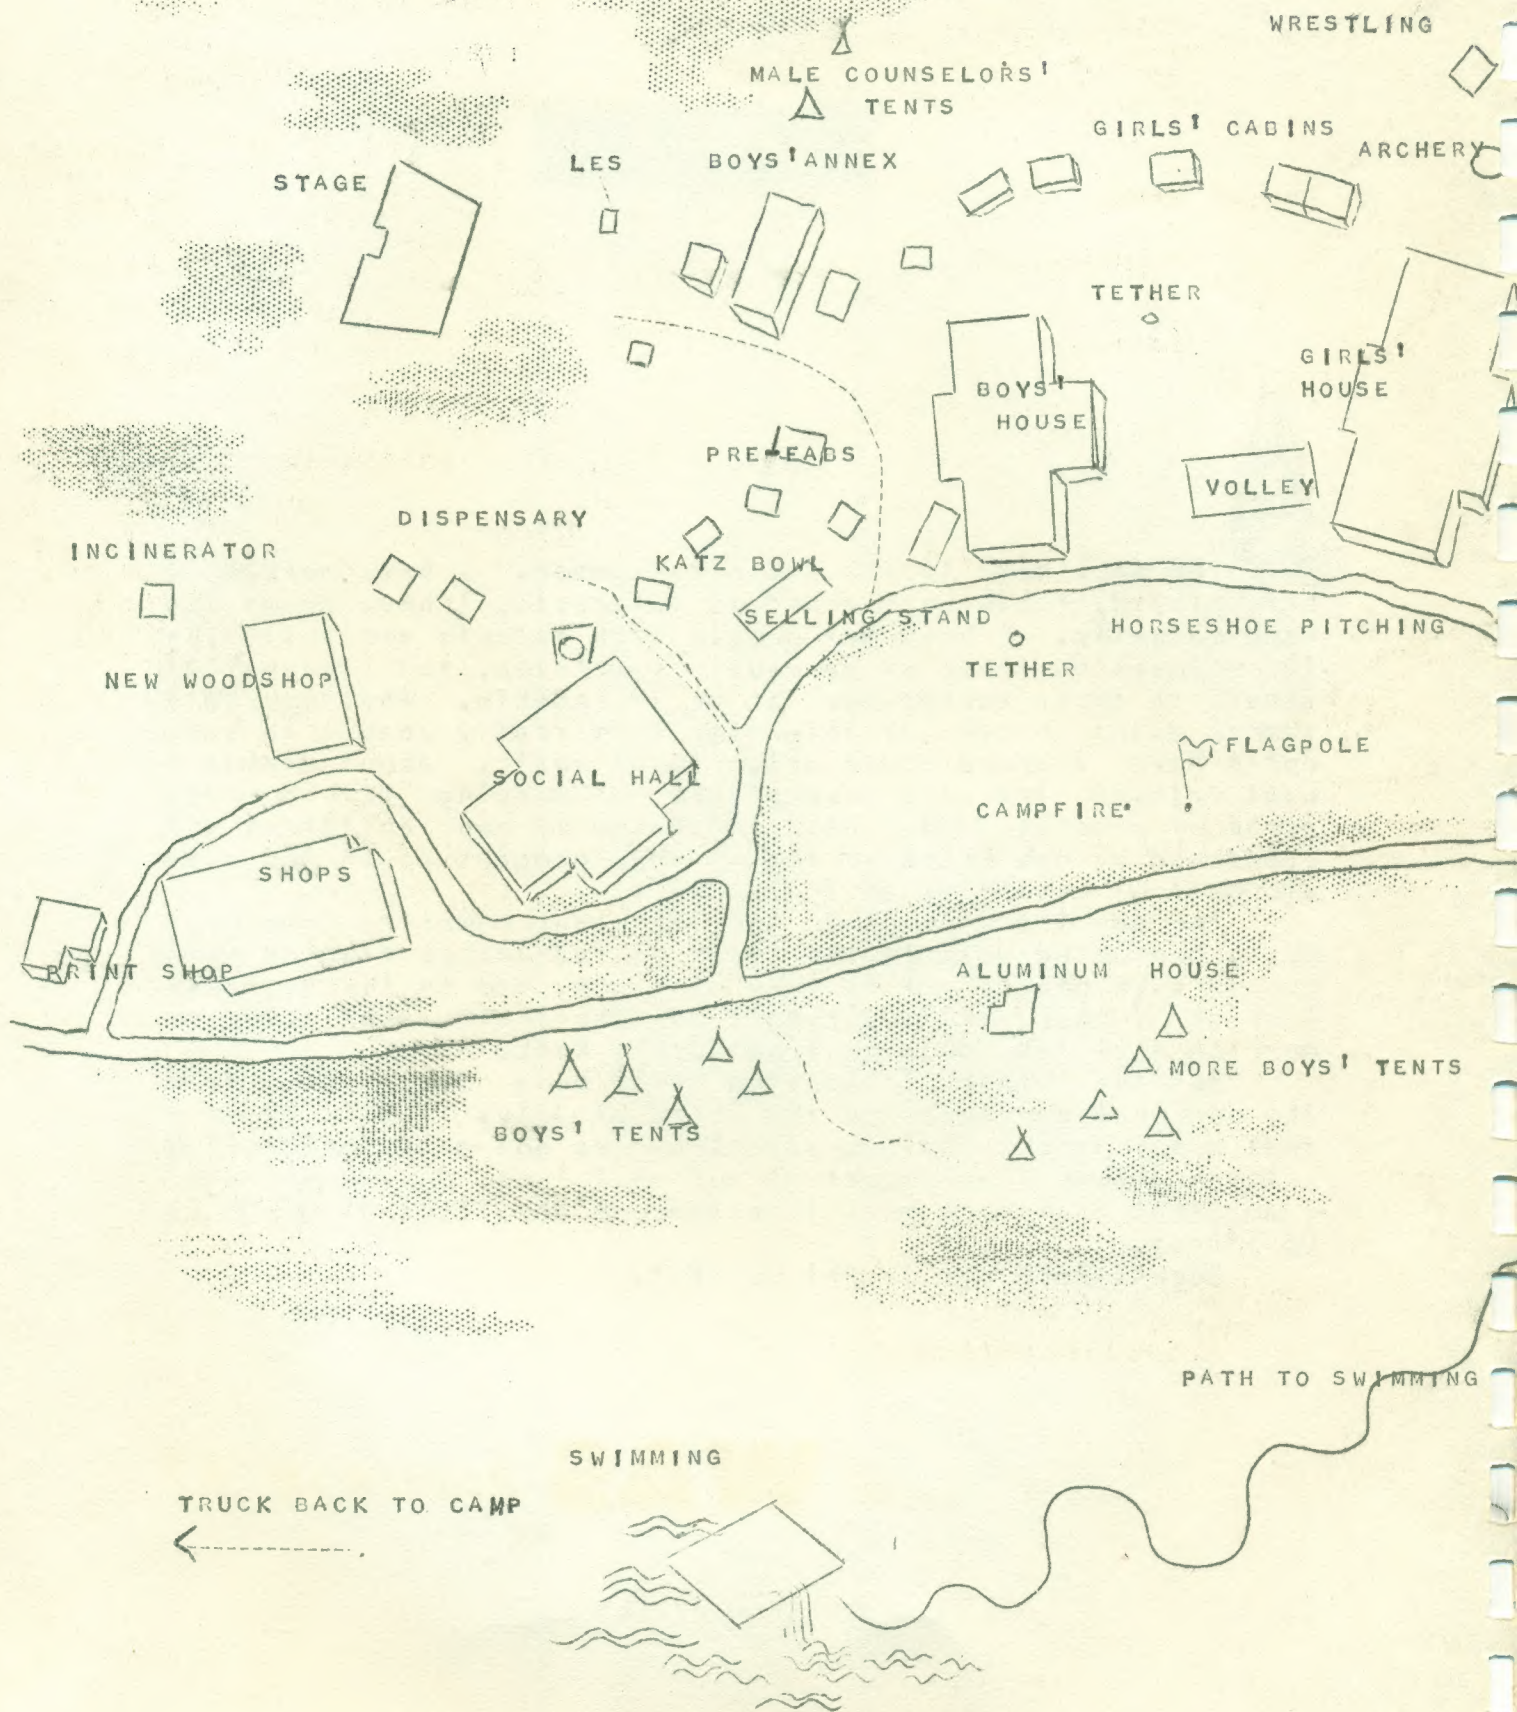 WRESTLING
MALE COUNSELORS'
TENTS
GIRLS' CABINS
ARCHERY
LES
BOYS' ANNEX
STAGE
TETHER
GIRLS'
HOUSE
BOYS'
HOUSE
PRE-FABS
VOLLEY
DISPENSARY
INCINERATOR
KATZ BOWL
SELLING STAND
HORSESHOE PITCHING
TETHER
NEW WOODSHOP
FLAGPOLE
SOCIAL HALL
CAMPFIRE
SHOPS
PRINT SHOP
ALUMINUM HOUSE
MORE BOYS' TENTS
BOYS' TENTS
PATH TO SWIMMING
SWIMMING
TRUCK BACK TO CAMP